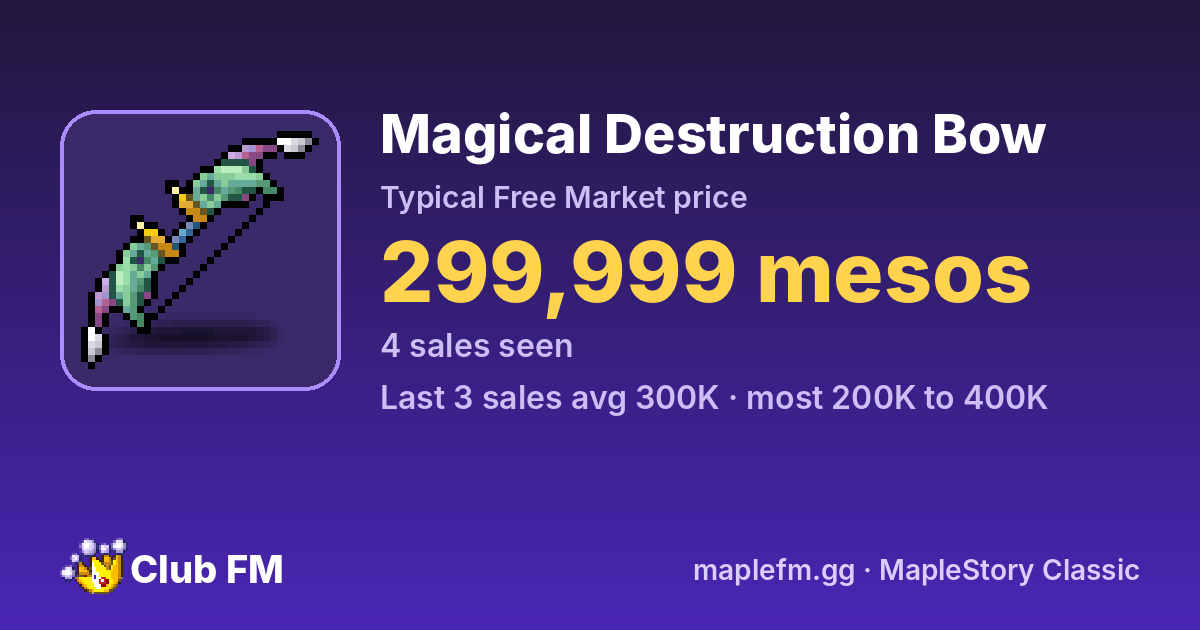 Magical Destruction Bow
Typical Free Market price
299,999 mesos
4 sales seen
Last 3 sales avg 300K · most 200K to 400K
Club FM
maplefm.gg · MapleStory Classic